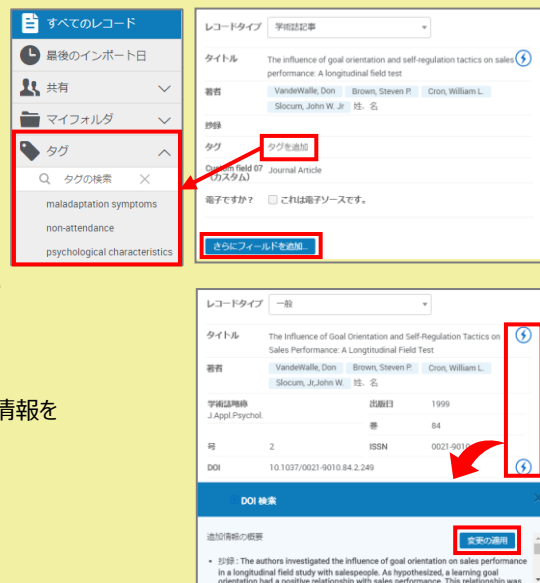 すべてのレコード
最後のインポート日
共有
マイフォルダ
タグ
タグの検索
maladaptation symptoms
non-attendance
psychological characteristics
レコードタイプ 学術誌記事
タイトル The influence of goal orientation and self-regulation tactics on sales
performance: A longitudinal field test
著者 VandeWalle, Don Brown, Steven P. Cron, William L.
Slocum, John W. Jr 姓、名
抄録
タグ タグを追加
Custom field 07 Journal Article
(カスタム)
電子ですか? これは電子ソースです。
さらにフィールドを追加...
情報を
レコードタイプ 一般
タイトル The Influence of Goal Orientation and Self-Regulation Tactics on
Sales Performance: A Longtitudinal Field Test
著者 VandeWalle, Don Brown, Steven P. Cron, William L.
Slocum, Jr,John W. 姓、名
学術誌略称 出版日 1999
J.Appl.Psychol.
巻 84
号 2 ISSN 0021-9010
DOI 10.1037/0021-9010.84.2.249
DOI 検索
追加情報の概要 変更の適用
• 抄録 : The authors investigated the influence of goal orientation on sales performance
in a longitudinal field study with salespeople. As hypothesized, a learning goal
orientation had a positive relationship with sales performance. This relationship was